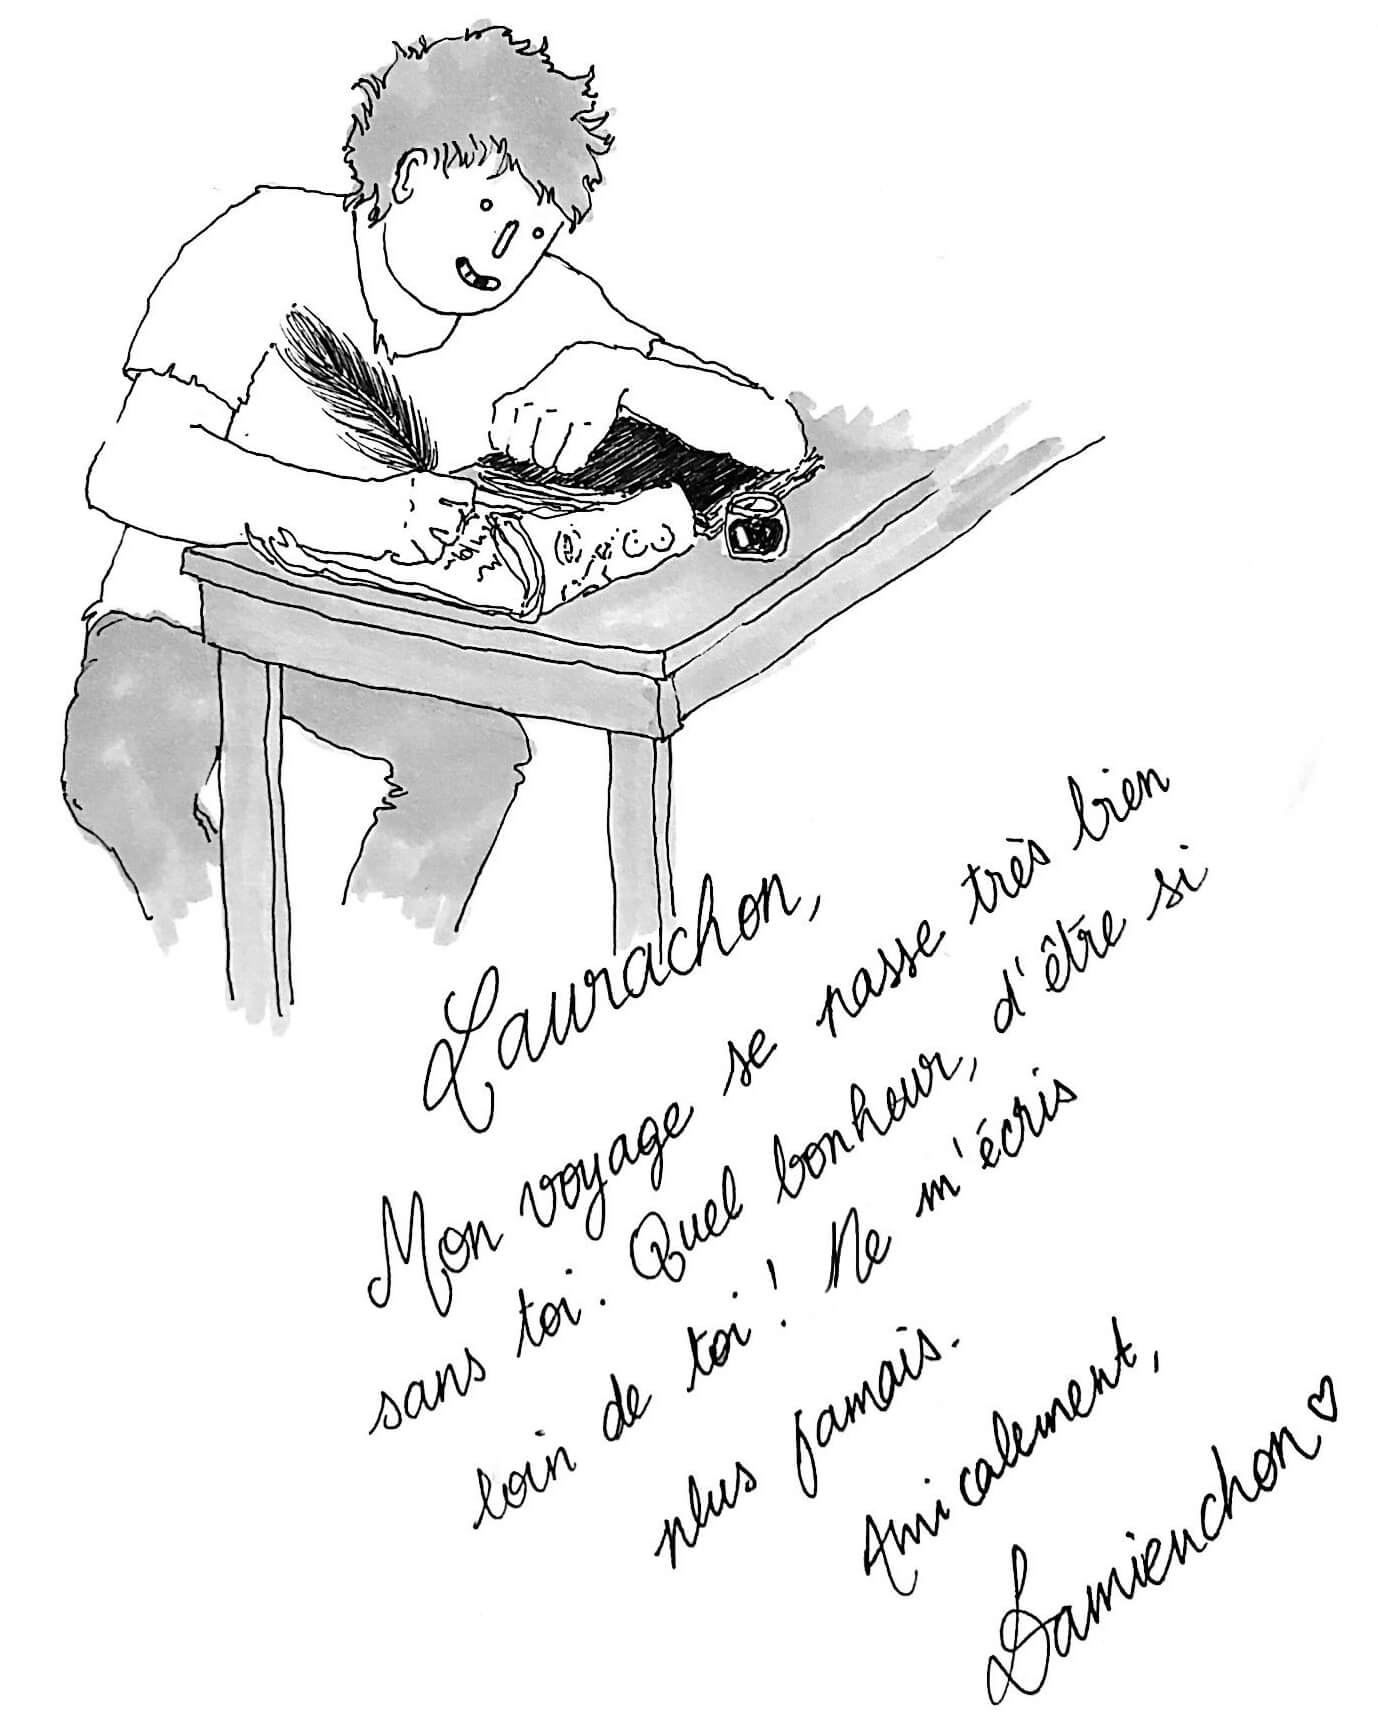 Laurachon,
Mon voyage se passe très bien
sans toi. Quel bonheur, d'être si
loin de toi ! Ne m'écris
plus jamais.
Amicalement,
Damienchon ♡